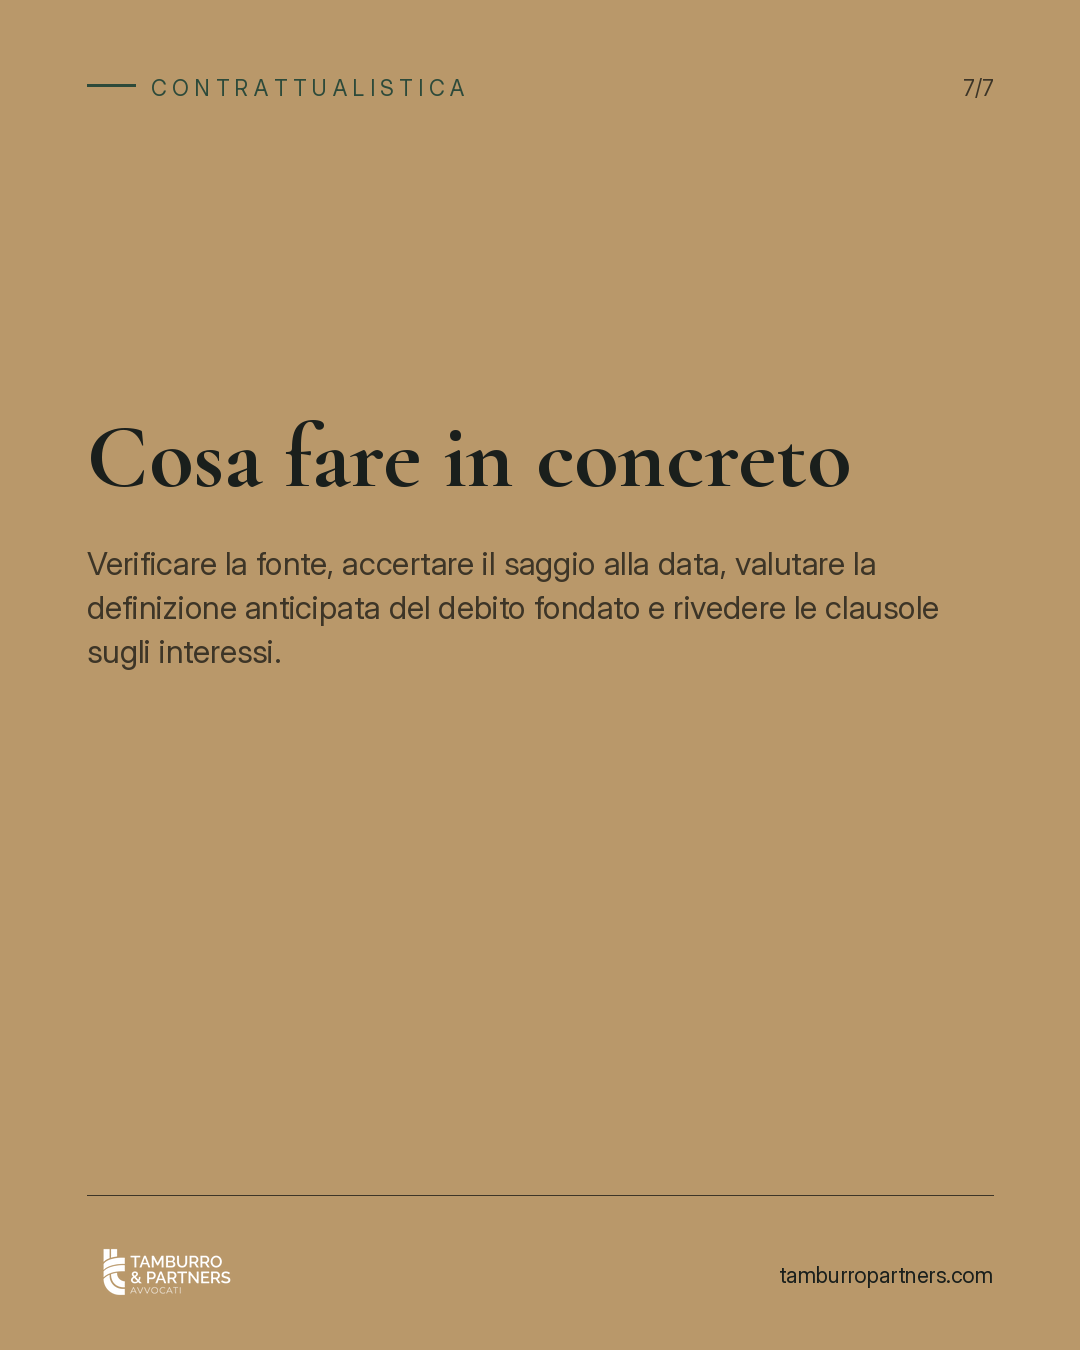 CONTRATTUALISTICA
7/7
Cosa fare in concreto
Verificare la fonte, accertare il saggio alla data, valutare la
definizione anticipata del debito fondato e rivedere le clausole
sugli interessi.
TAMBURRO
& PARTNERS
AVVOCATI
tamburropartners.com